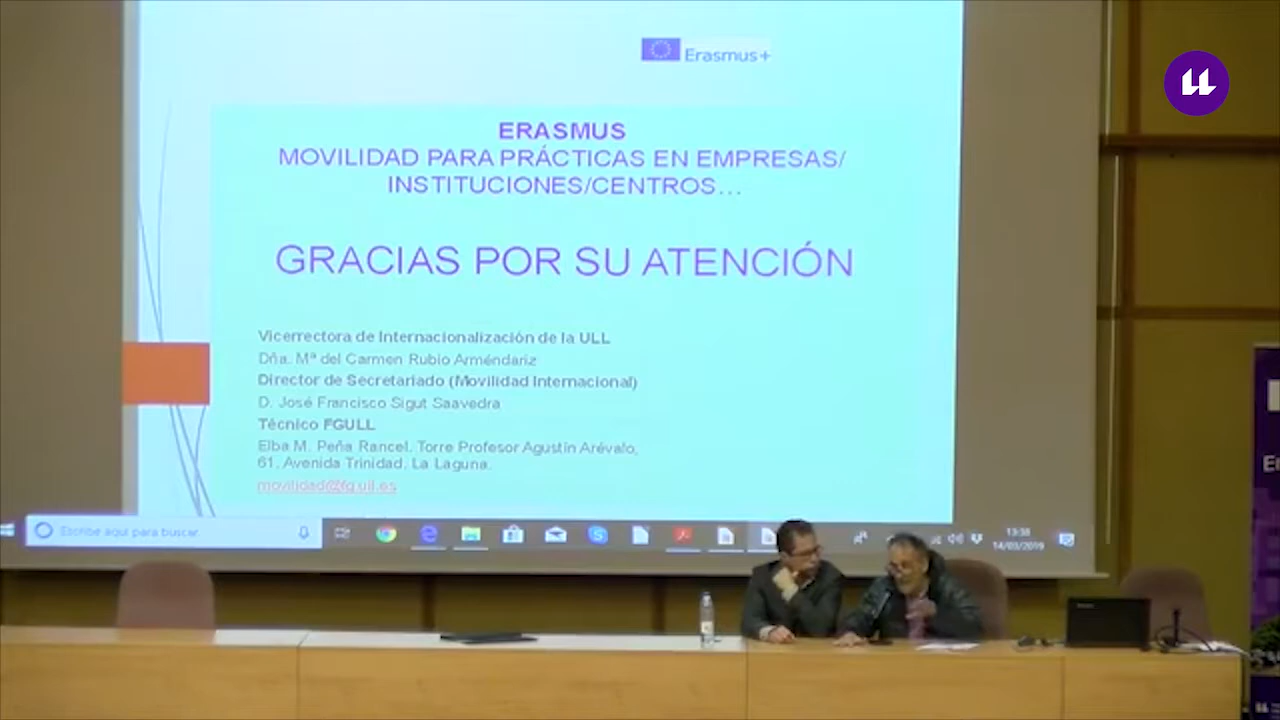 Erasmus+
ERASMUS
MOVILIDAD PARA PRÁCTICAS EN EMPRESAS/
INSTITUCIONES/CENTROS...
GRACIAS POR SU ATENCIÓN
Vicerrectora de Internacionalización de la ULL
Dña. Mª del Carmen Rubio Arméndariz
Director de Secretariado (Movilidad Internacional)
D. José Francisco Sigut Saavedra
Técnico FGULL
Elba M. Peña Rancel. Torre Profesor Agustín Arévalo,
61, Avenida Trinidad. La Laguna.
movilidad@fg.ull.es
Escribe aquí para buscar
14/03/2019